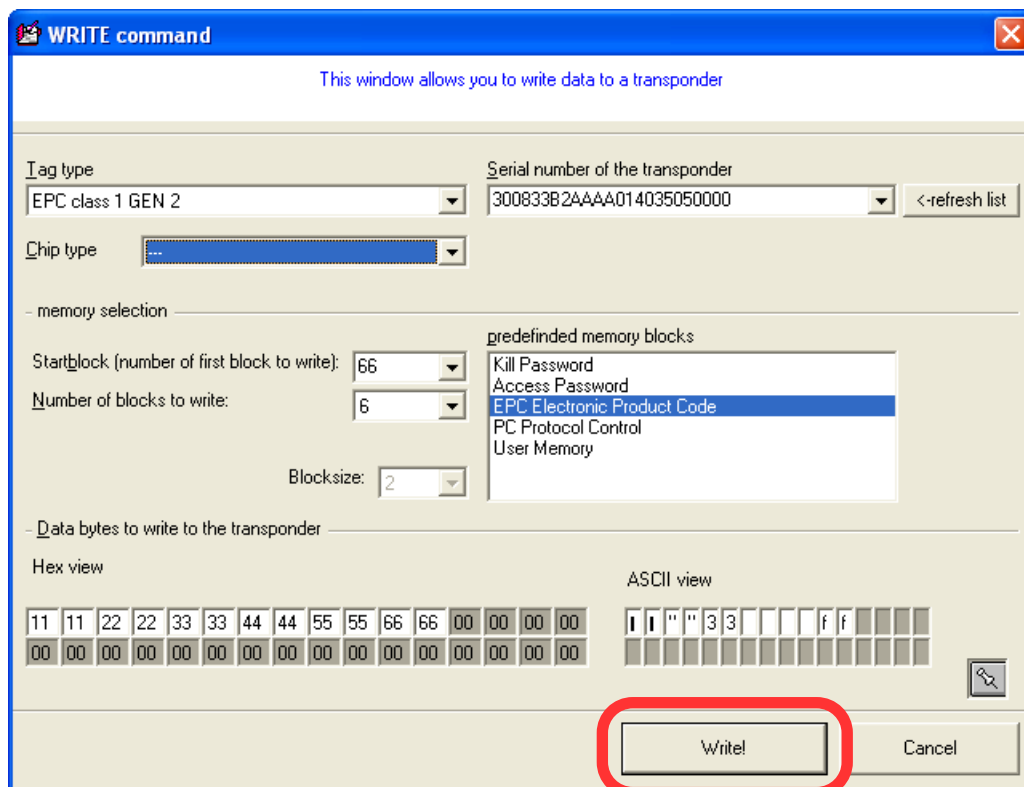 WRITE command
This window allows you to write data to a transponder
Tag type
Serial number of the transponder
EPC class 1 GEN 2
300833B2AAAA014035050000
<-refresh list
Chip type
---
memory selection
predefinded memory blocks
Startblock (number of first block to write):
66
Number of blocks to write:
6
Blocksize:
2
Kill Password
Access Password
EPC Electronic Product Code
PC Protocol Control
User Memory
Data bytes to write to the transponder
Hex view
ASCII view
11 11 22 22 33 33 44 44 55 55 66 66 00 00 00 00
00 00 00 00 00 00 00 00 00 00 00 00 00 00 00 00
" " 3 3 f f
Write!
Cancel